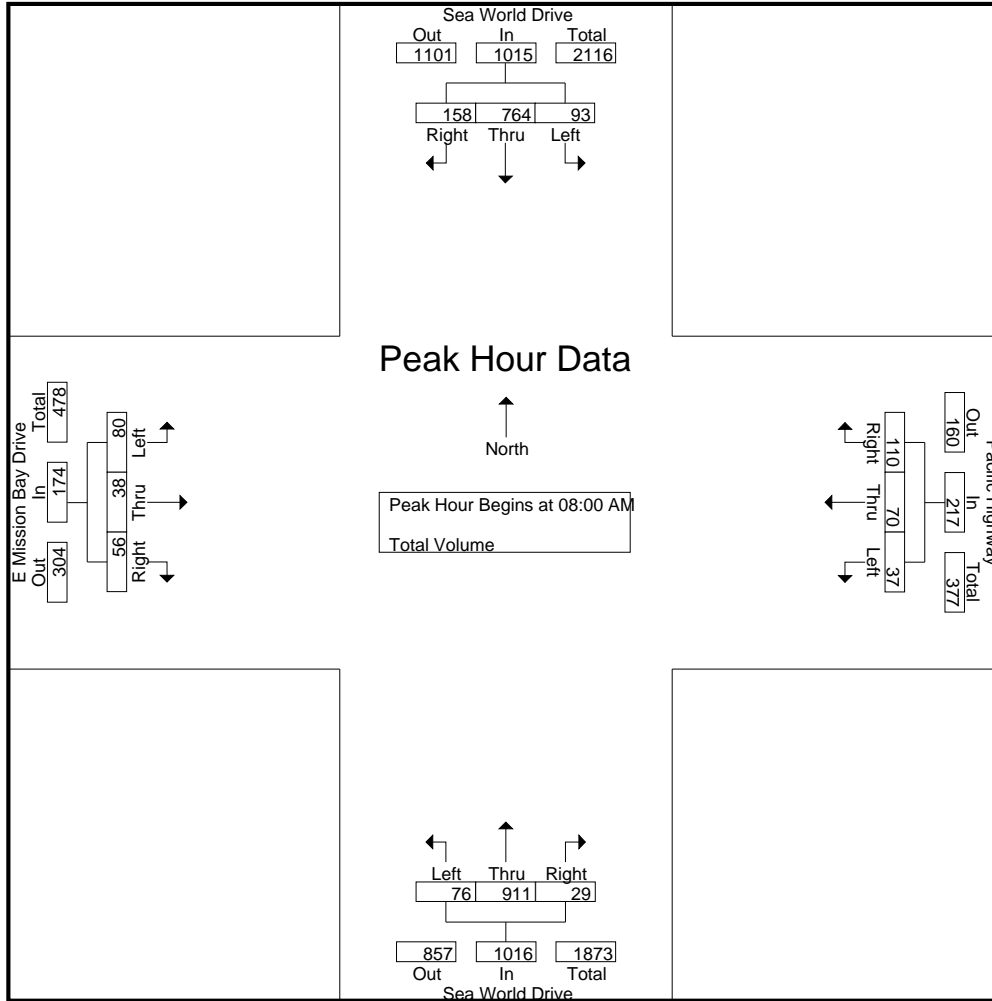 Sea World Drive
Out In Total
1101 1015 2116
158 764 93
Right Thru Left
Peak Hour Data
North
Peak Hour Begins at 08:00 AM
Total Volume
E Mission Bay Drive
Out In Total
304 174 478
56 38 80
Right Thru Left
Pacific Highway
Out In Total
160 217 377
110 70 37
Right Thru Left
Left Thru Right
76 911 29
857 1016 1873
Out In Total
Sea World Drive